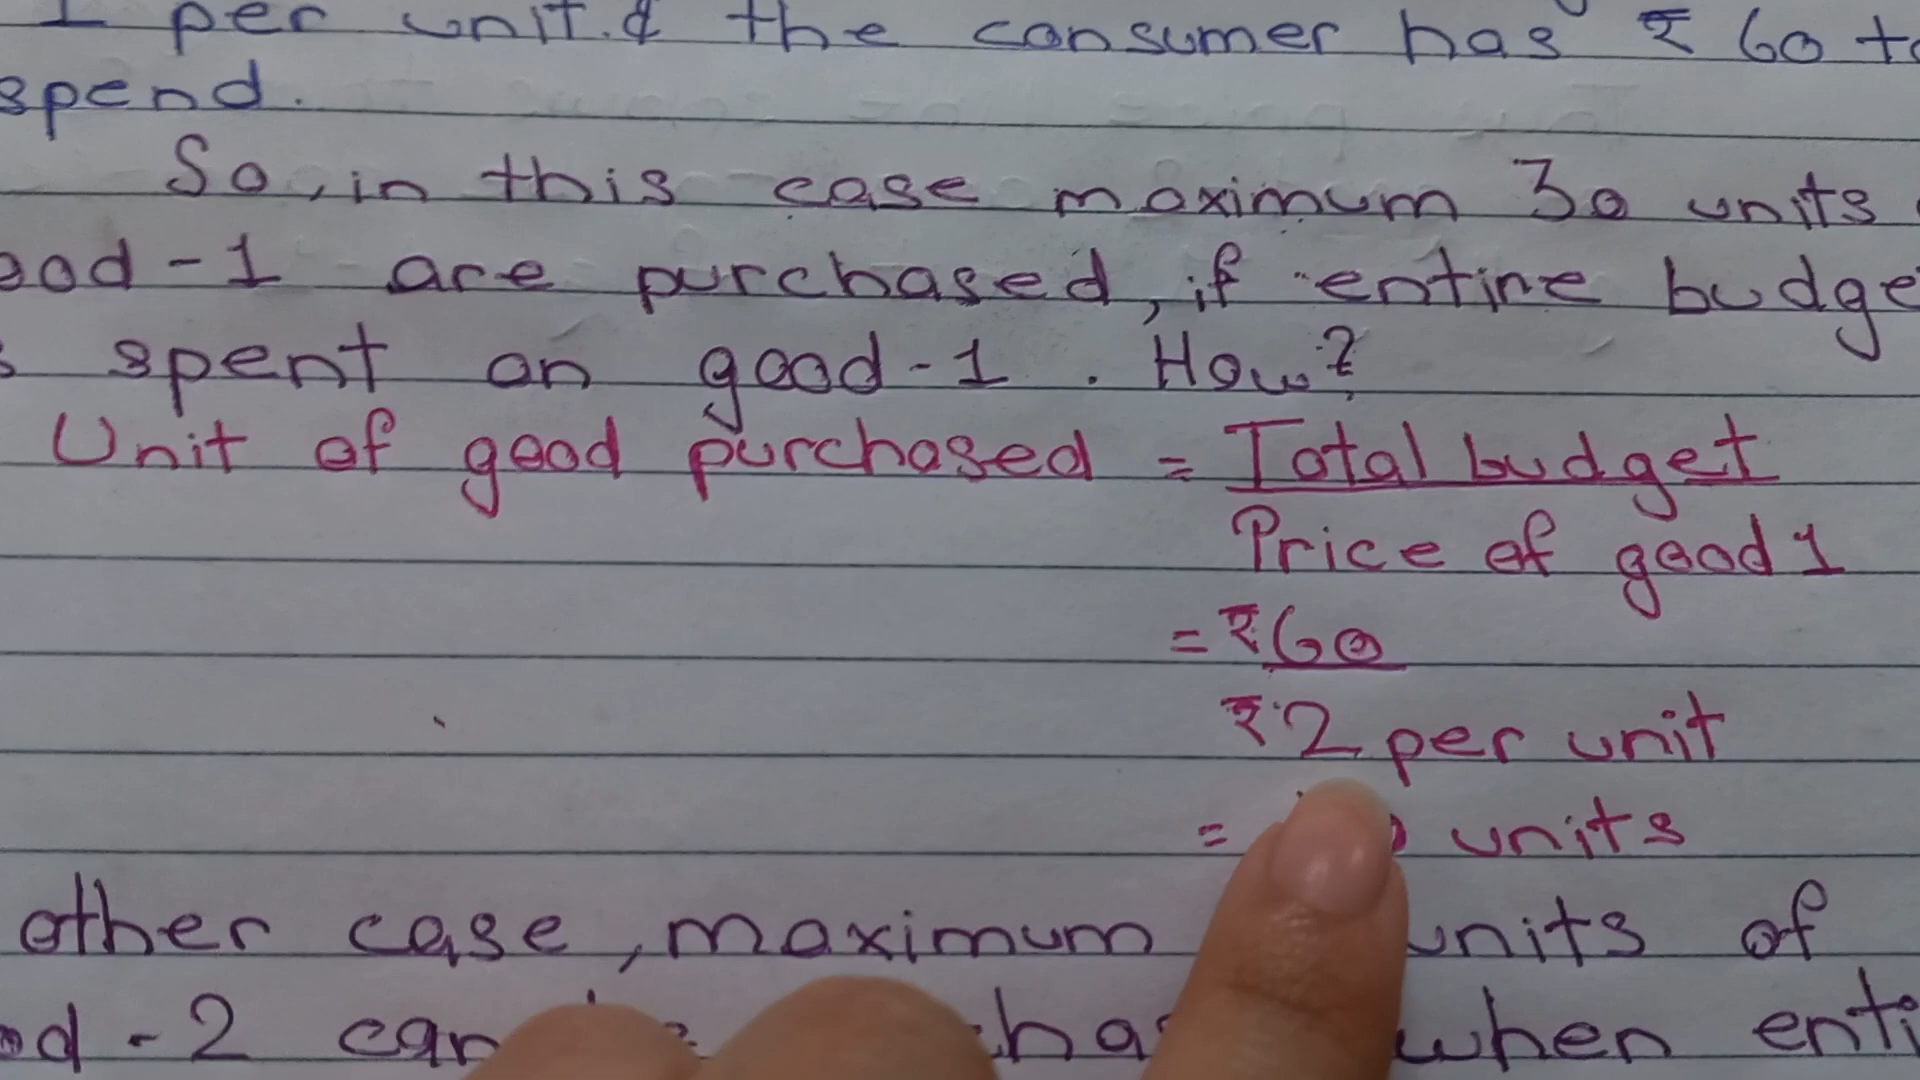 1 per unit & the consumer has ₹ 60 to
spend.
So, in this case maximum 30 units
ood-1 are purchased, if entire budge
spent on good-1. How?
Unit of good purchased = Total budget
Price of good 1
= ₹60
₹2 per unit
= units
other case, maximum units of
od-2 can when enti